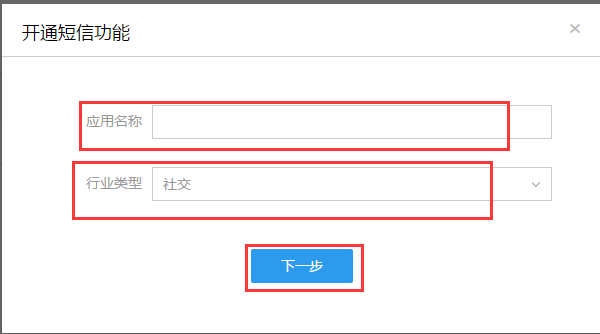 开通短信功能
应用名称
行业类型 社交
下一步